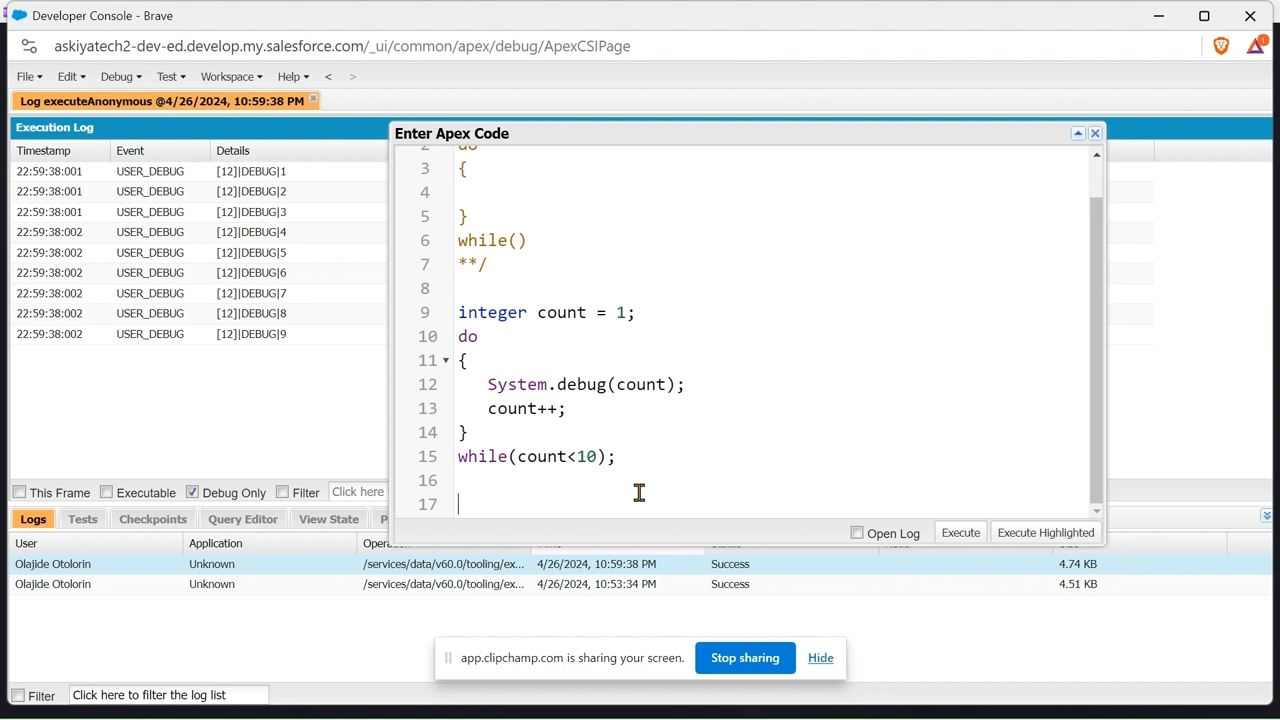 Developer Console - Brave
askiyatech2-dev-ed.develop.my.salesforce.com/_ui/common/apex/debug/ApexCSIPage
1
File Edit Debug Test Workspace Help < >
Log executeAnonymous @4/26/2024, 10:59:38 PM
Execution Log
Timestamp Event Details
22:59:38:001 USER_DEBUG [12]|DEBUG|1
22:59:38:001 USER_DEBUG [12]|DEBUG|2
22:59:38:001 USER_DEBUG [12]|DEBUG|3
22:59:38:002 USER_DEBUG [12]|DEBUG|4
22:59:38:002 USER_DEBUG [12]|DEBUG|5
22:59:38:002 USER_DEBUG [12]|DEBUG|6
22:59:38:002 USER_DEBUG [12]|DEBUG|7
22:59:38:002 USER_DEBUG [12]|DEBUG|8
22:59:38:002 USER_DEBUG [12]|DEBUG|9
Enter Apex Code
2 do
3 {
4
5 }
6 while()
7 **/
8
9 integer count = 1;
10 do
11 {
12 System.debug(count);
13 count++;
14 }
15 while(count<10);
16
17
Open Log Execute Execute Highlighted
This Frame Executable Debug Only Filter Click here
Logs Tests Checkpoints Query Editor View State P
User Application
Olajide Otolorin Unknown /services/data/v60.0/tooling/ex... 4/26/2024, 10:59:38 PM Success 4.74 KB
Olajide Otolorin Unknown /services/data/v60.0/tooling/ex... 4/26/2024, 10:53:34 PM Success 4.51 KB
app.clipchamp.com is sharing your screen. Stop sharing Hide
Filter Click here to filter the log list